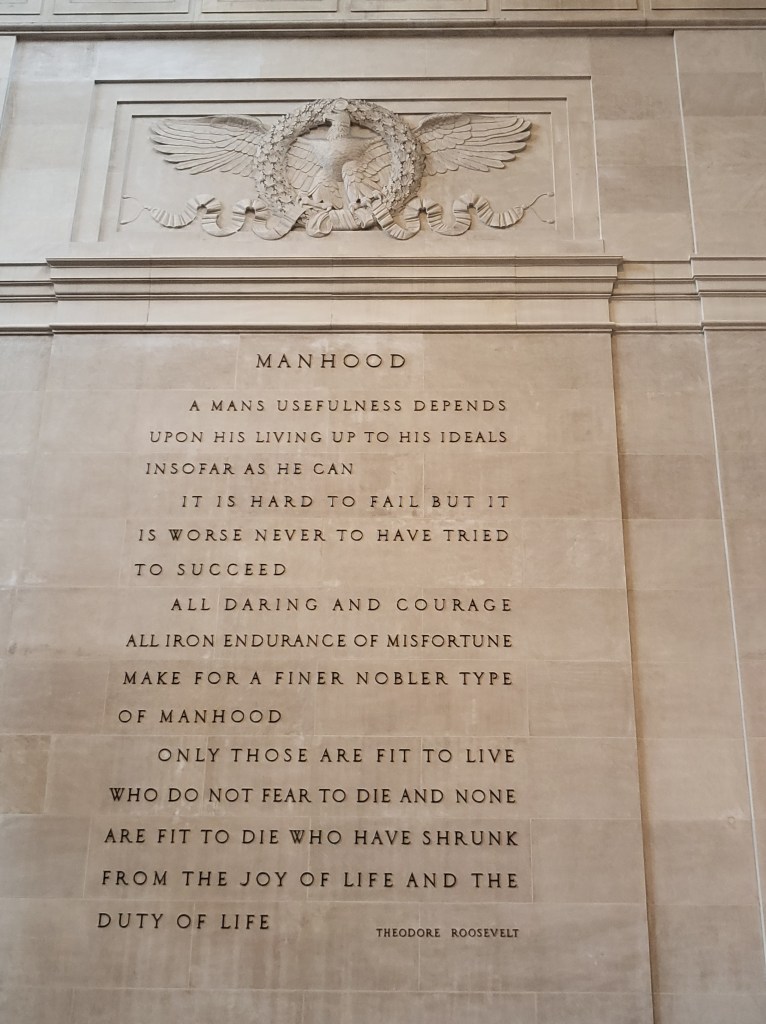 MANHOOD
A MANS USEFULNESS DEPENDS
UPON HIS LIVING UP TO HIS IDEALS
INSOFAR AS HE CAN
IT IS HARD TO FAIL BUT IT
IS WORSE NEVER TO HAVE TRIED
TO SUCCEED
ALL DARING AND COURAGE
ALL IRON ENDURANCE OF MISFORTUNE
MAKE FOR A FINER NOBLER TYPE
OF MANHOOD
ONLY THOSE ARE FIT TO LIVE
WHO DO NOT FEAR TO DIE AND NONE
ARE FIT TO DIE WHO HAVE SHRUNK
FROM THE JOY OF LIFE AND THE
DUTY OF LIFE
THEODORE ROOSEVELT